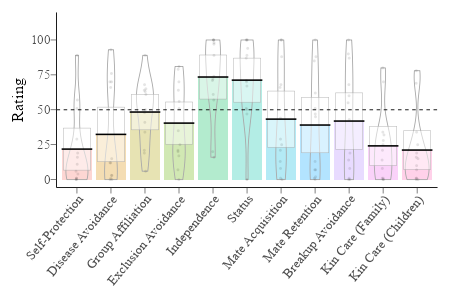 Rating
100
75
50
25
0
Self-Protection
Disease Avoidance
Group Affiliation
Exclusion Avoidance
Independence
Status
Mate Acquisition
Mate Retention
Breakup Avoidance
Kin Care (Family)
Kin Care (Children)